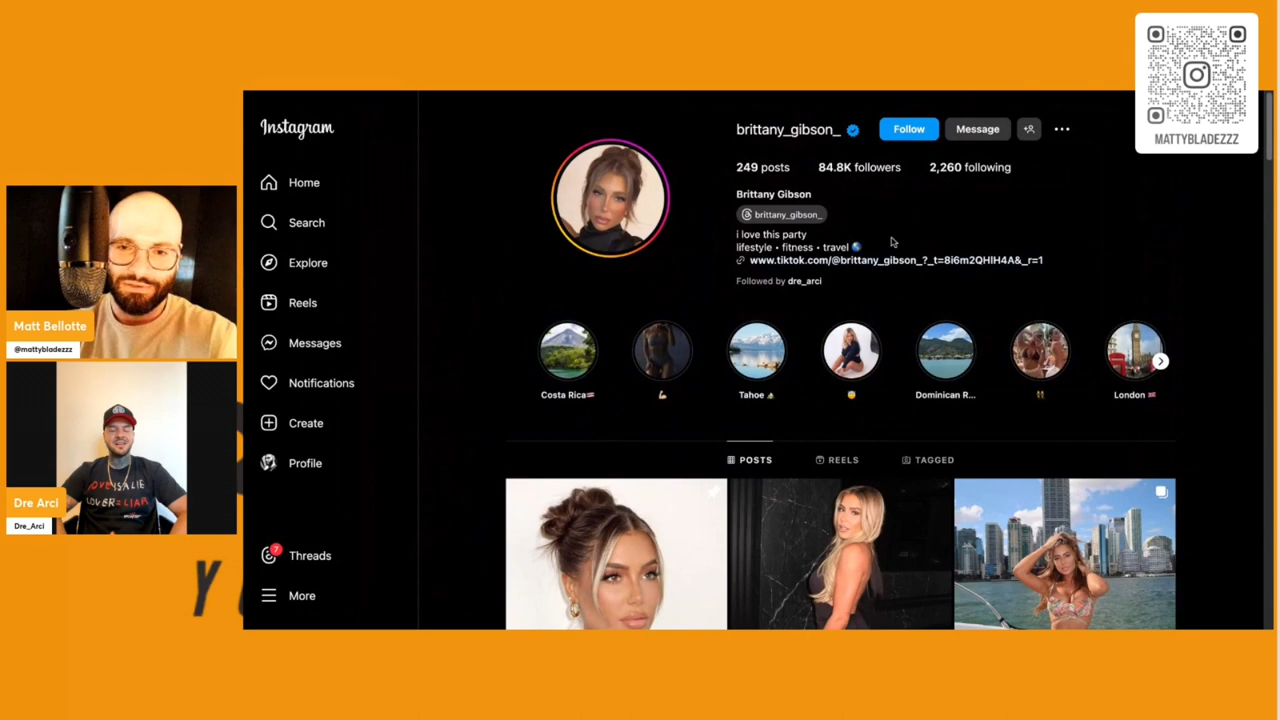 MATTYBLADEZZZ
Instagram
Home
Search
Explore
Reels
Messages
Notifications
Create
Profile
7
Threads
More
brittany_gibson_
Follow
Message
249 posts
84.8K followers
2,260 following
Brittany Gibson
brittany_gibson_
i love this party
lifestyle • fitness • travel 🌎
www.tiktok.com/@brittany_gibson_?_t=8i6m2QHIH4A&_r=1
Followed by dre_arci
Costa Rica🇨🇷
💪🏼
Tahoe
😇
Dominican R...
London 🇬🇧
POSTS
REELS
TAGGED
Matt Bellotte
@mattybladezzz
LOVE IS A LIE
LOVER = LIAR
Dre Arci
Dre_Arci
Y